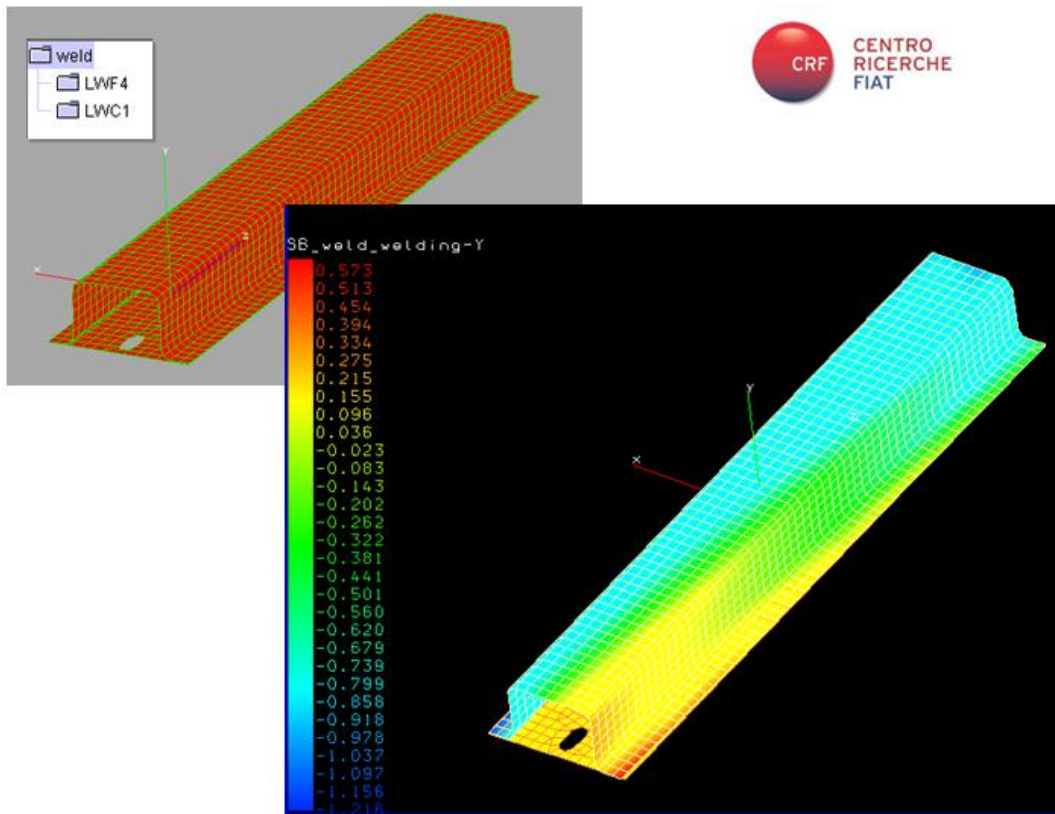 weld
LWF4
LWC1
CRF
CENTRO
RICERCHE
FIAT
Y
Z
X
SB_weld_welding-Y
0.573
0.513
0.454
0.394
0.334
0.275
0.215
0.155
0.096
0.036
-0.023
-0.083
-0.143
-0.202
-0.262
-0.322
-0.381
-0.441
-0.501
-0.560
-0.620
-0.679
-0.739
-0.799
-0.858
-0.918
-0.978
-1.037
-1.097
-1.156
-1.216
Y
Z
X